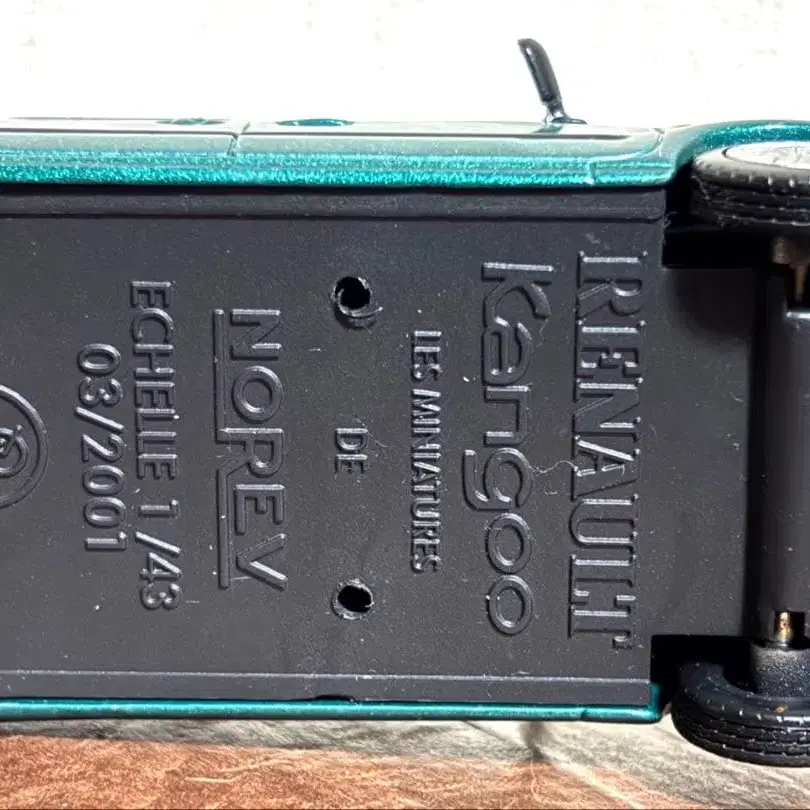 RENAULT
Kangoo
LES MINIATURES
DE
NOREV
ECHELLE 1/43
03/2001